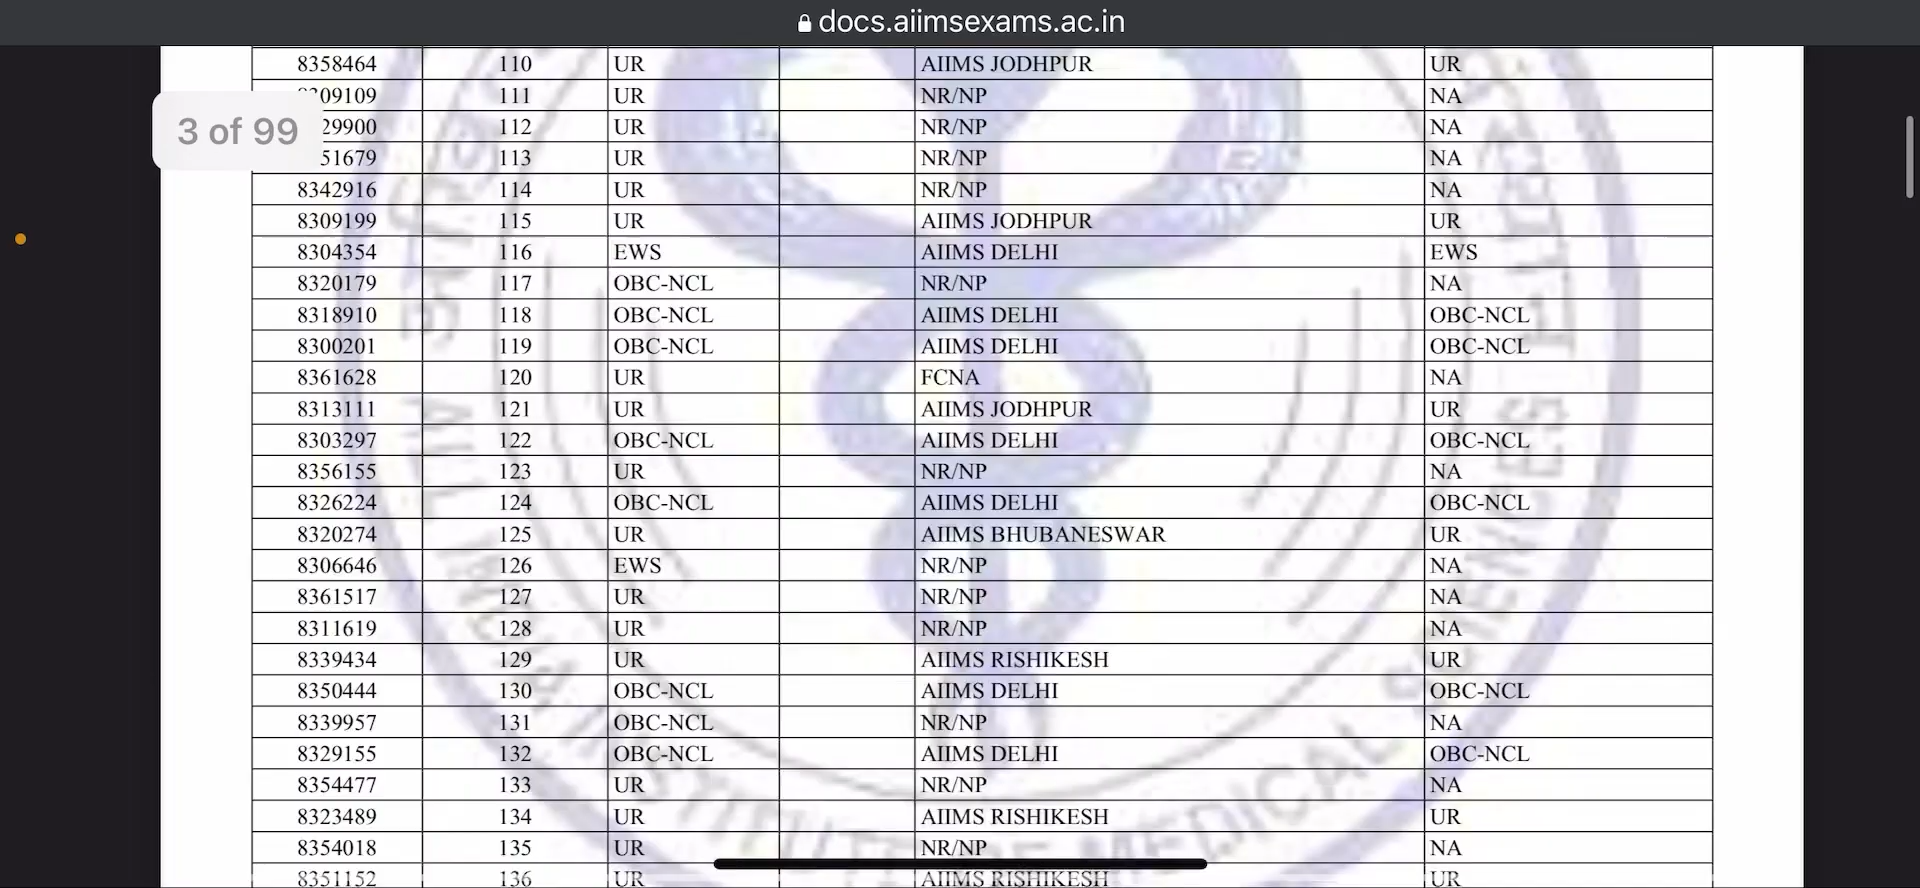 docs.aiimsexams.ac.in
3 of 99
8358464 110 UR AIIMS JODHPUR UR
09109 111 UR NR/NP NA
29900 112 UR NR/NP NA
51679 113 UR NR/NP NA
8342916 114 UR NR/NP NA
8309199 115 UR AIIMS JODHPUR UR
8304354 116 EWS AIIMS DELHI EWS
8320179 117 OBC-NCL NR/NP NA
8318910 118 OBC-NCL AIIMS DELHI OBC-NCL
8300201 119 OBC-NCL AIIMS DELHI OBC-NCL
8361628 120 UR FCNA NA
8313111 121 UR AIIMS JODHPUR UR
8303297 122 OBC-NCL AIIMS DELHI OBC-NCL
8356155 123 UR NR/NP NA
8326224 124 OBC-NCL AIIMS DELHI OBC-NCL
8320274 125 UR AIIMS BHUBANESWAR UR
8306646 126 EWS NR/NP NA
8361517 127 UR NR/NP NA
8311619 128 UR NR/NP NA
8339434 129 UR AIIMS RISHIKESH UR
8350444 130 OBC-NCL AIIMS DELHI OBC-NCL
8339957 131 OBC-NCL NR/NP NA
8329155 132 OBC-NCL AIIMS DELHI OBC-NCL
8354477 133 UR NR/NP NA
8323489 134 UR AIIMS RISHIKESH UR
8354018 135 UR NR/NP NA
8351152 136 UR AIIMS RISHIKESH UR
ALL INDIA INSTITUTE OF MEDICAL SCIENCES